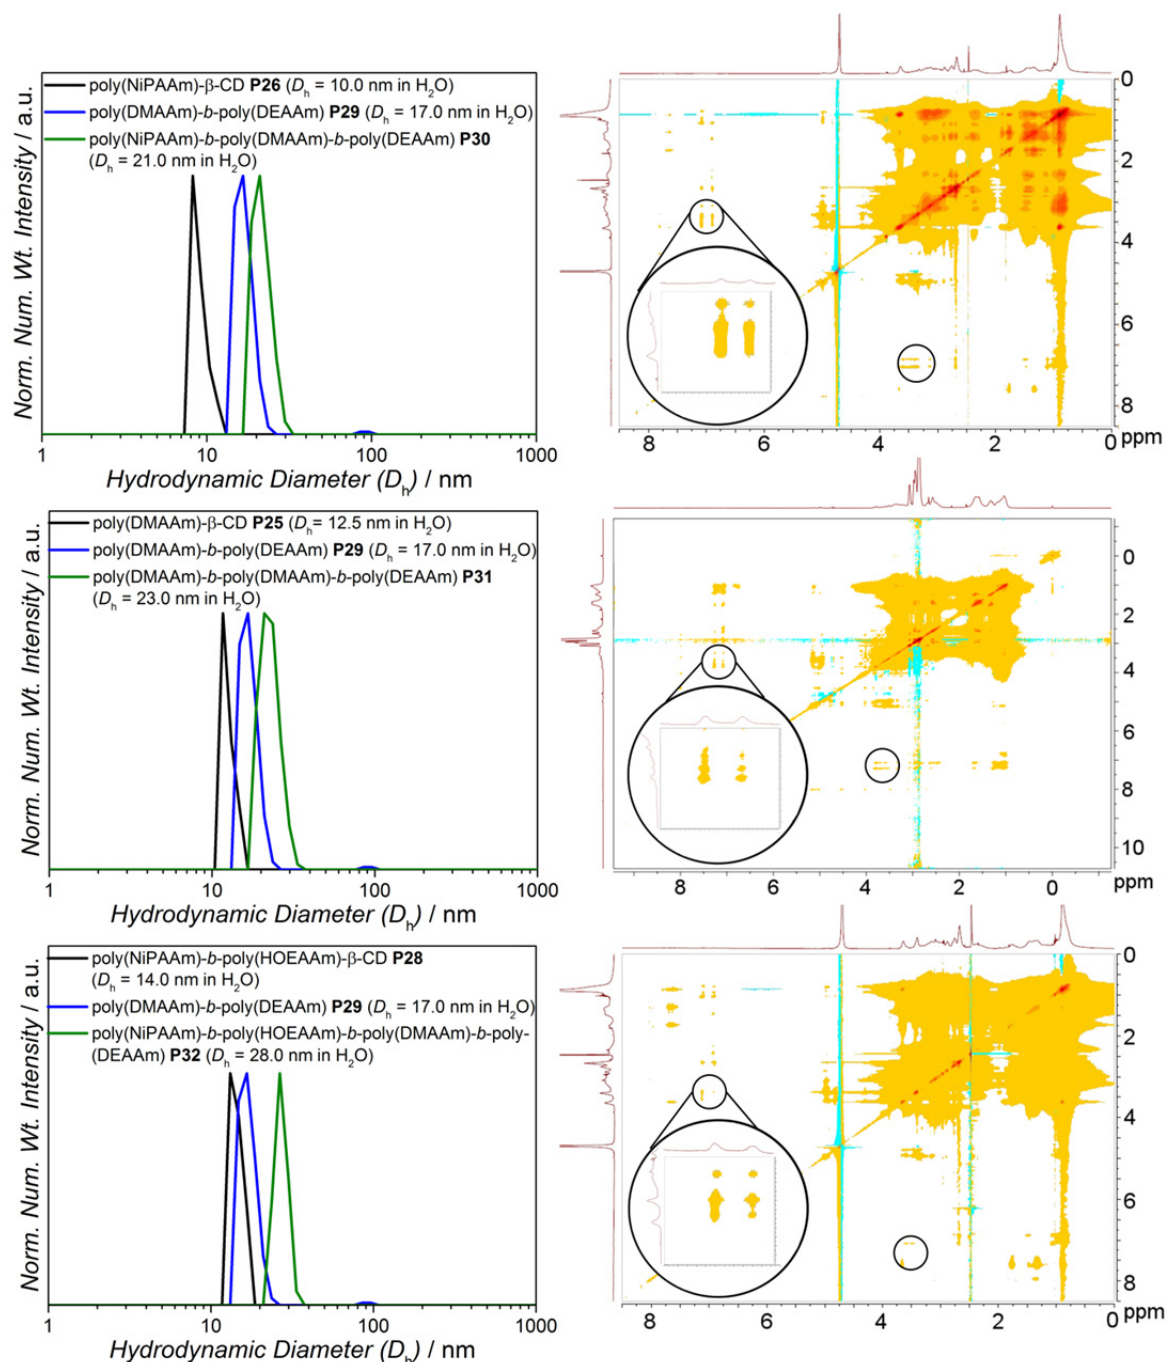 Norm. Num. Wt. Intensity / a.u.
poly(NiPAAm)-β-CD P26 (Dh = 10.0 nm in H2O)
poly(DMAAm)-b-poly(DEAAm) P29 (Dh = 17.0 nm in H2O)
poly(NiPAAm)-b-poly(DMAAm)-b-poly(DEAAm) P30
(Dh = 21.0 nm in H2O)
1 10 100 1000
Hydrodynamic Diameter (Dh) / nm
0
2
4
6
8
8 6 4 2 0 ppm
Norm. Num. Wt. Intensity / a.u.
poly(DMAAm)-β-CD P25 (Dh = 12.5 nm in H2O)
poly(DMAAm)-b-poly(DEAAm) P29 (Dh = 17.0 nm in H2O)
poly(DMAAm)-b-poly(DMAAm)-b-poly(DEAAm) P31
(Dh = 23.0 nm in H2O)
1 10 100 1000
Hydrodynamic Diameter (Dh) / nm
0
2
4
6
8
10
8 6 4 2 0 ppm
Norm. Num. Wt. Intensity / a.u.
poly(NiPAAm)-b-poly(HOEAAm)-β-CD P28
(Dh = 14.0 nm in H2O)
poly(DMAAm)-b-poly(DEAAm) P29 (Dh = 17.0 nm in H2O)
poly(NiPAAm)-b-poly(HOEAAm)-b-poly(DMAAm)-b-poly-
(DEAAm) P32 (Dh = 28.0 nm in H2O)
1 10 100 1000
Hydrodynamic Diameter (Dh) / nm
0
2
4
6
8
8 6 4 2 0 ppm